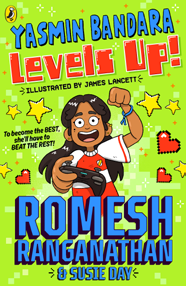 YASMIN BANDARA
Levels Up!
ILLUSTRATED BY JAMES LANCETT
To become the BEST,
she'll have to
BEAT THE REST!
ROMESH
RANGANATHAN
& SUSIE DAY